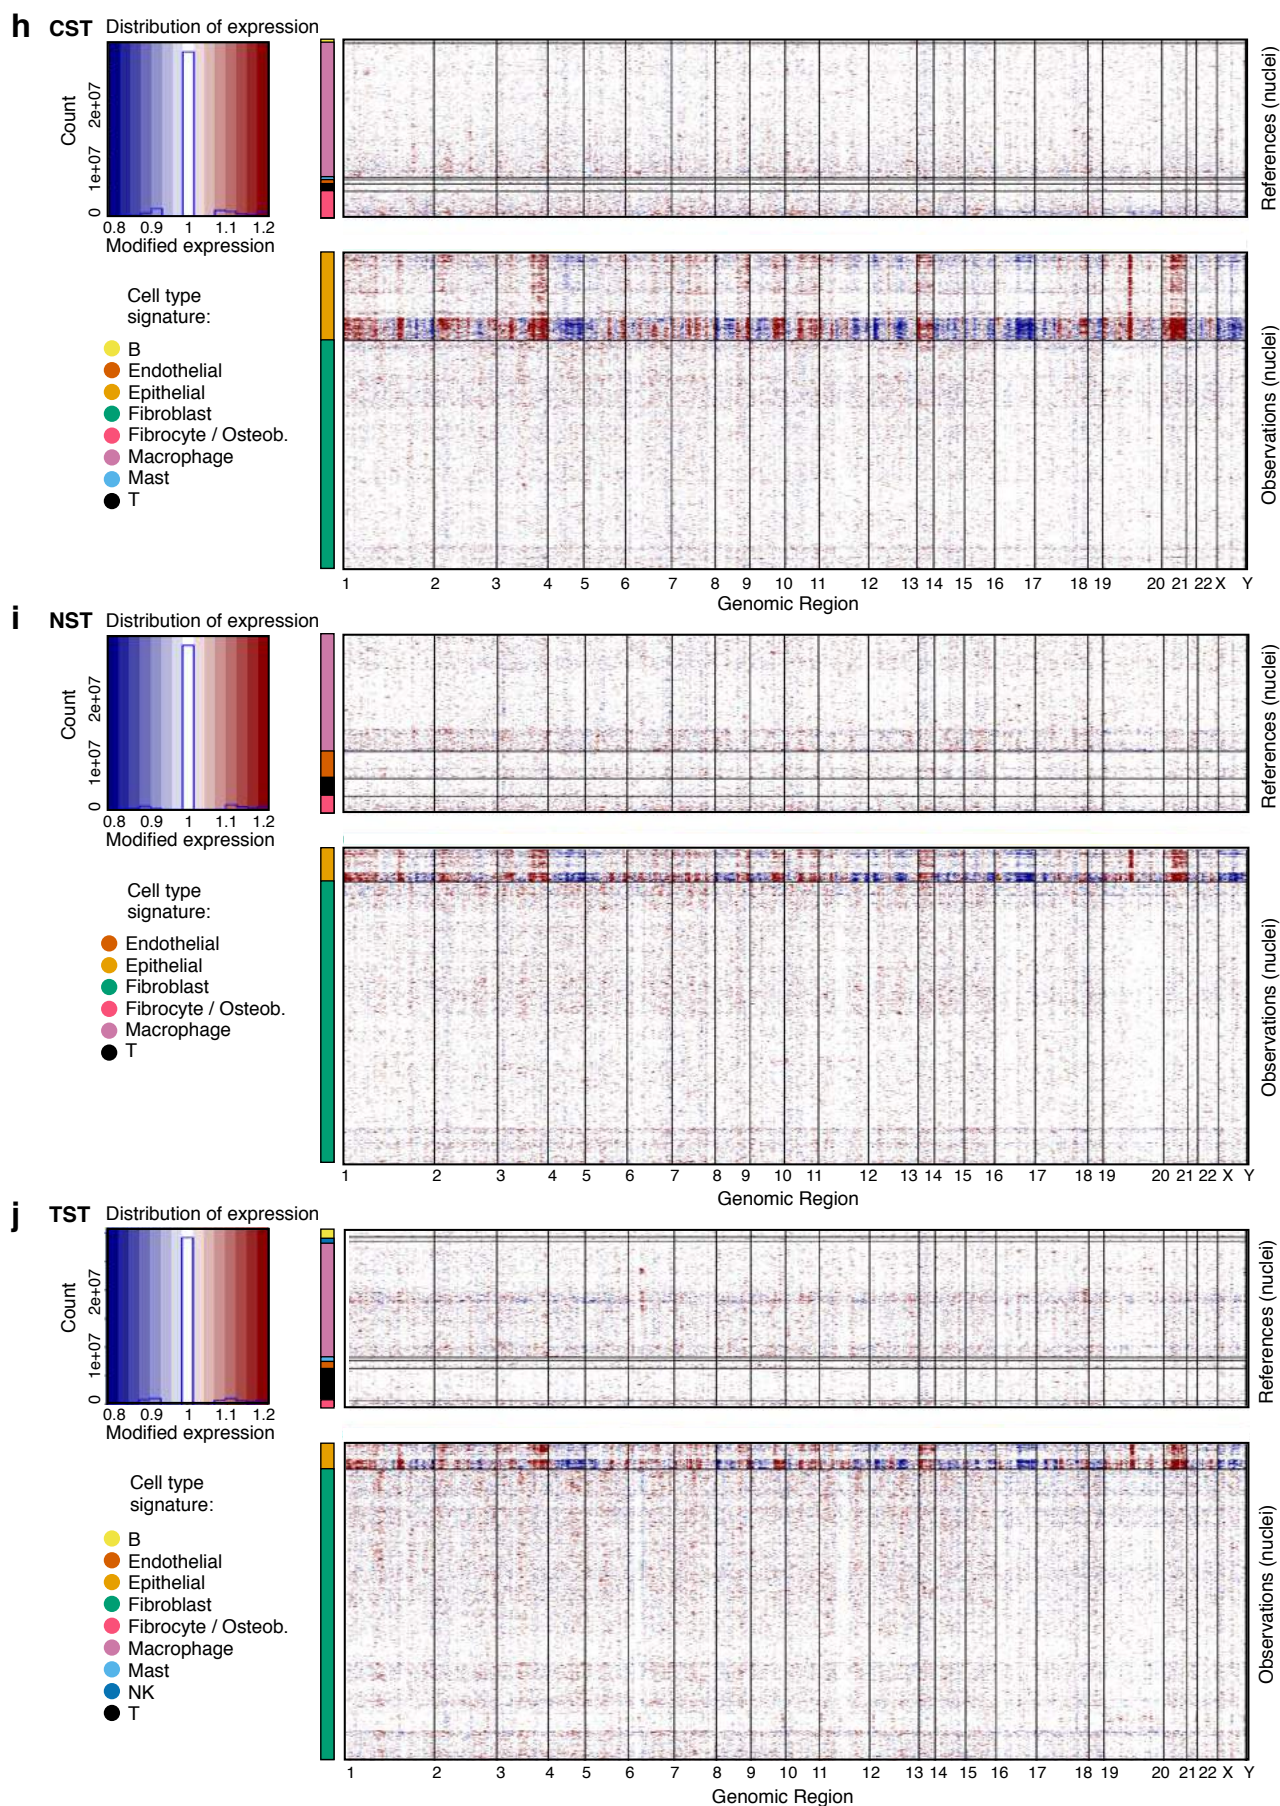 h CST Distribution of expression
Count
0 1e+07 2e+07
0.8 0.9 1 1.1 1.2
Modified expression
Cell type
signature:
B
Endothelial
Epithelial
Fibroblast
Fibrocyte / Osteob.
Macrophage
Mast
T
References (nuclei)
Observations (nuclei)
1 2 3 4 5 6 7 8 9 10 11 12 13 14 15 16 17 18 19 20 21 22 X Y
Genomic Region
i NST Distribution of expression
Count
0 1e+07 2e+07
0.8 0.9 1 1.1 1.2
Modified expression
Cell type
signature:
Endothelial
Epithelial
Fibroblast
Fibrocyte / Osteob.
Macrophage
T
References (nuclei)
Observations (nuclei)
1 2 3 4 5 6 7 8 9 10 11 12 13 14 15 16 17 18 19 20 21 22 X Y
Genomic Region
j TST Distribution of expression
Count
0 1e+07 2e+07
0.8 0.9 1 1.1 1.2
Modified expression
Cell type
signature:
B
Endothelial
Epithelial
Fibroblast
Fibrocyte / Osteob.
Macrophage
Mast
NK
T
References (nuclei)
Observations (nuclei)
1 2 3 4 5 6 7 8 9 10 11 12 13 14 15 16 17 18 19 20 21 22 X Y
Genomic Region